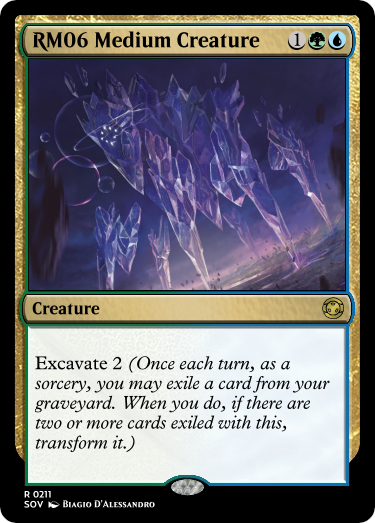 RM06 Medium Creature 1
Creature
Excavate 2 (Once each turn, as a
sorcery, you may exile a card from your
graveyard. When you do, if there are
two or more cards exiled with this,
transform it.)
R 0211
SOV Biagio D'Alessandro